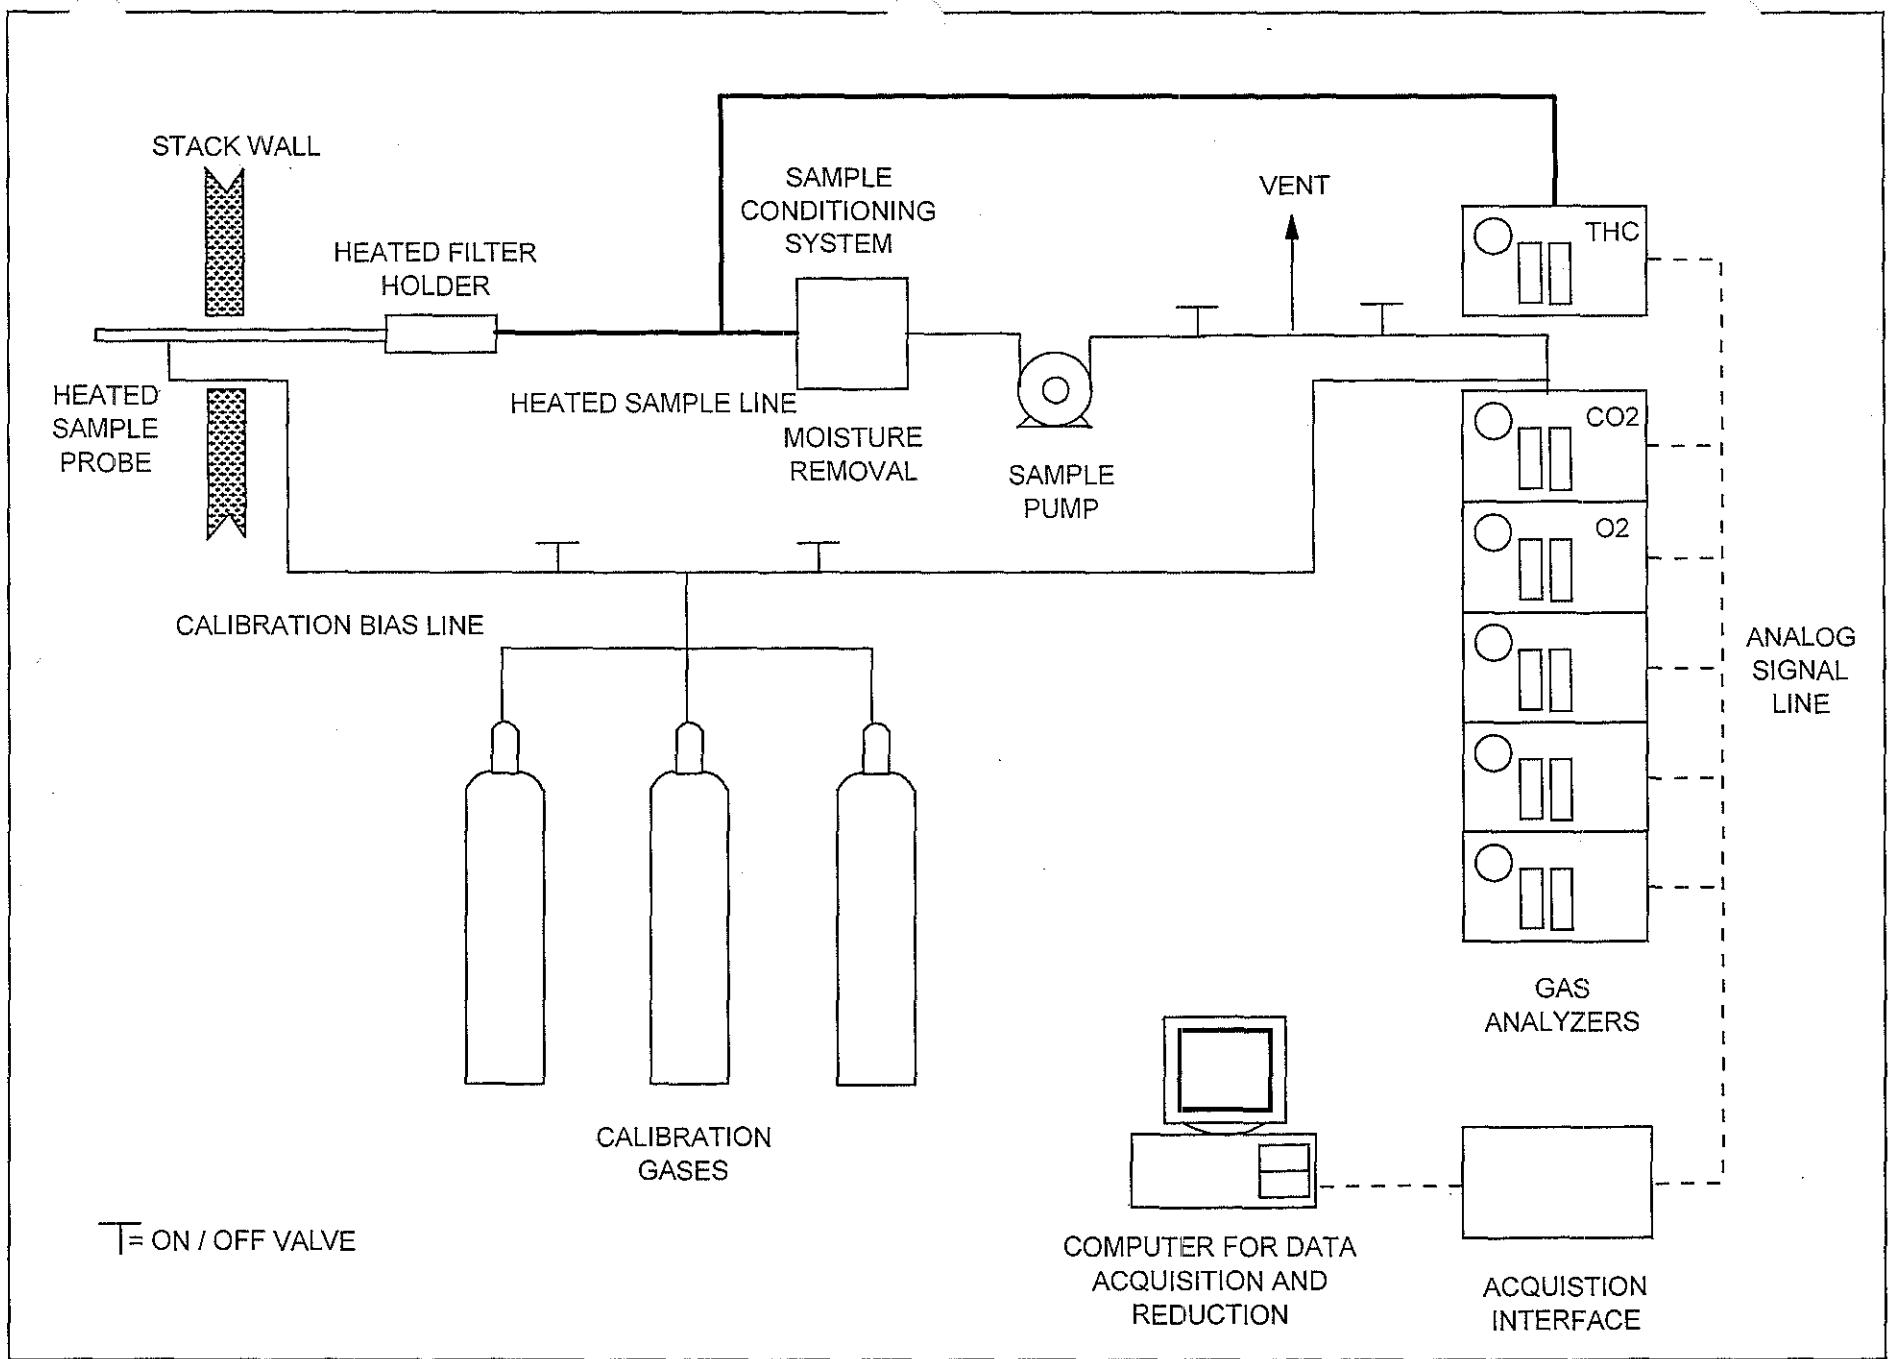 STACK WALL
SAMPLE
CONDITIONING
SYSTEM
VENT
THC
HEATED FILTER
HOLDER
HEATED
SAMPLE
PROBE
HEATED SAMPLE LINE
MOISTURE
REMOVAL
SAMPLE
PUMP
CO2
O2
CALIBRATION BIAS LINE
ANALOG
SIGNAL
LINE
GAS
ANALYZERS
CALIBRATION
GASES
= ON / OFF VALVE
COMPUTER FOR DATA
ACQUISITION AND
REDUCTION
ACQUISTION
INTERFACE